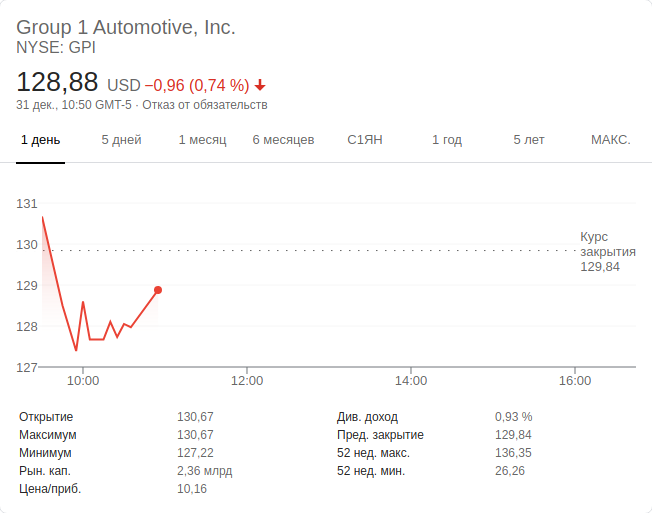 Group 1 Automotive, Inc.
NYSE: GPI
128,88 USD −0,96 (0,74 %)
31 дек., 10:50 GMT-5 · Отказ от обязательств
1 день 5 дней 1 месяц 6 месяцев С1ЯН 1 год 5 лет МАКС.
131
130
129
128
127
Курс
закрытия
129,84
10:00 12:00 14:00 16:00
Открытие 130,67 Див. доход 0,93 %
Максимум 130,67 Пред. закрытие 129,84
Минимум 127,22 52 нед. макс. 136,35
Рын. кап. 2,36 млрд 52 нед. мин. 26,26
Цена/приб. 10,16